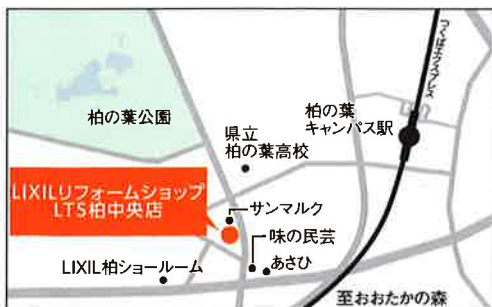 つくばエクスプレス
柏の葉公園
柏の葉
キャンパス駅
県立
柏の葉高校
LIXILリフォームショップ
LTS柏中央店
サンマルク
味の民芸
あさひ
LIXIL柏ショールーム
至おおたかの森